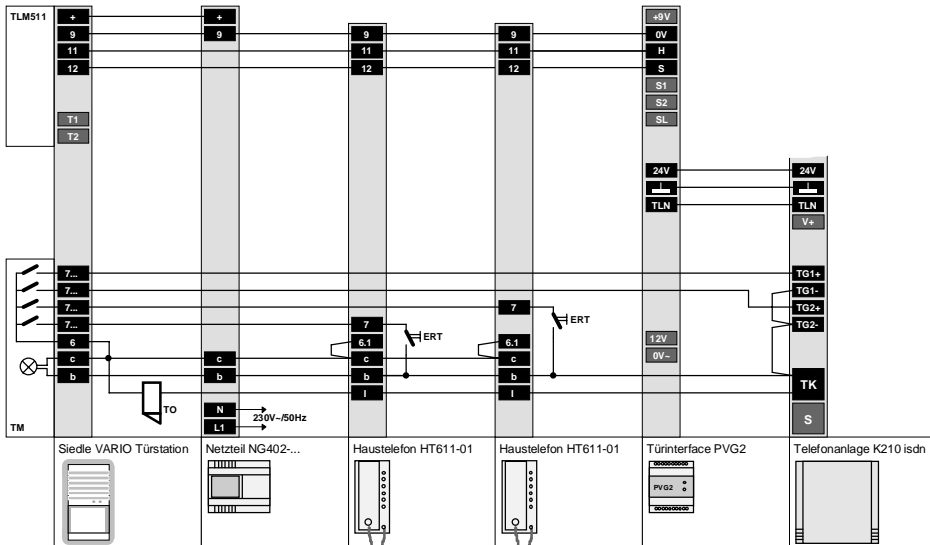 TLM511 + + +9V
9 9 9 9 0V
11 11 11 H
12 12 12 S
S1
S2
T1 SL
T2
24V 24V
TLN TLN
V+
7... TG1+
7... TG1-
7... 7 TG2+
7... 7 ERT TG2-
6 6.1 ERT 6.1 12V
c c c c 0V~
b b b b TK
TO I I
N 230V~/50Hz S
TM L1
Siedle VARIO Türstation Netzteil NG402-... Haustelefon HT611-01 Haustelefon HT611-01 Türinterface PVG2 Telefonanlage K210 isdn
PVG2